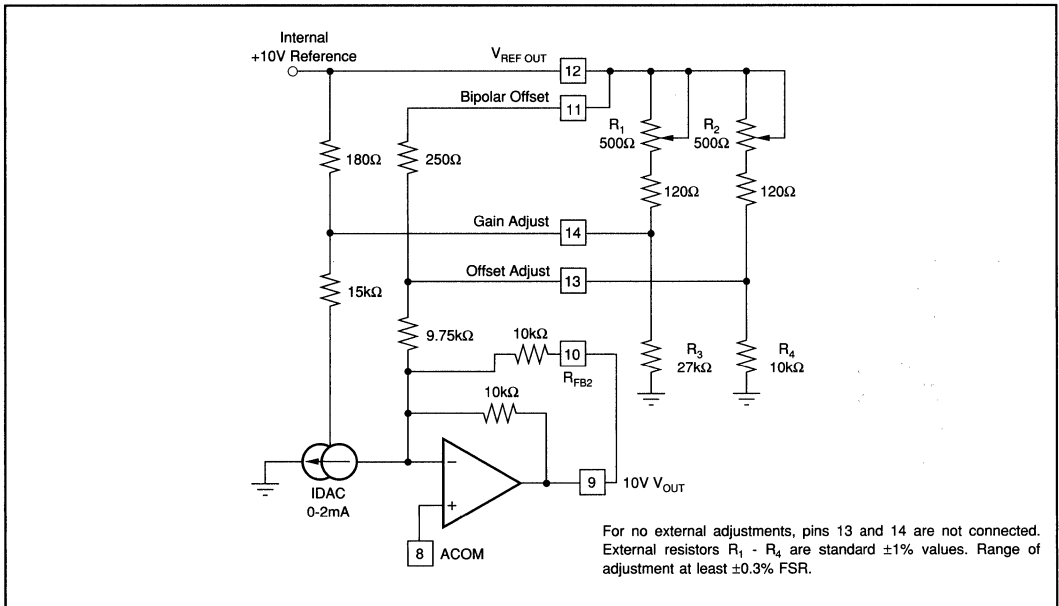 Internal
+10V Reference
V_REF OUT
12
Bipolar Offset
11
R1
500Ω
R2
500Ω
180Ω
250Ω
120Ω
120Ω
Gain Adjust
14
Offset Adjust
13
15kΩ
9.75kΩ
10kΩ
10
R_FB2
R3
27kΩ
R4
10kΩ
10kΩ
−
+
IDAC
0-2mA
9
10V V_OUT
8
ACOM
For no external adjustments, pins 13 and 14 are not connected.
External resistors R1 - R4 are standard ±1% values. Range of
adjustment at least ±0.3% FSR.